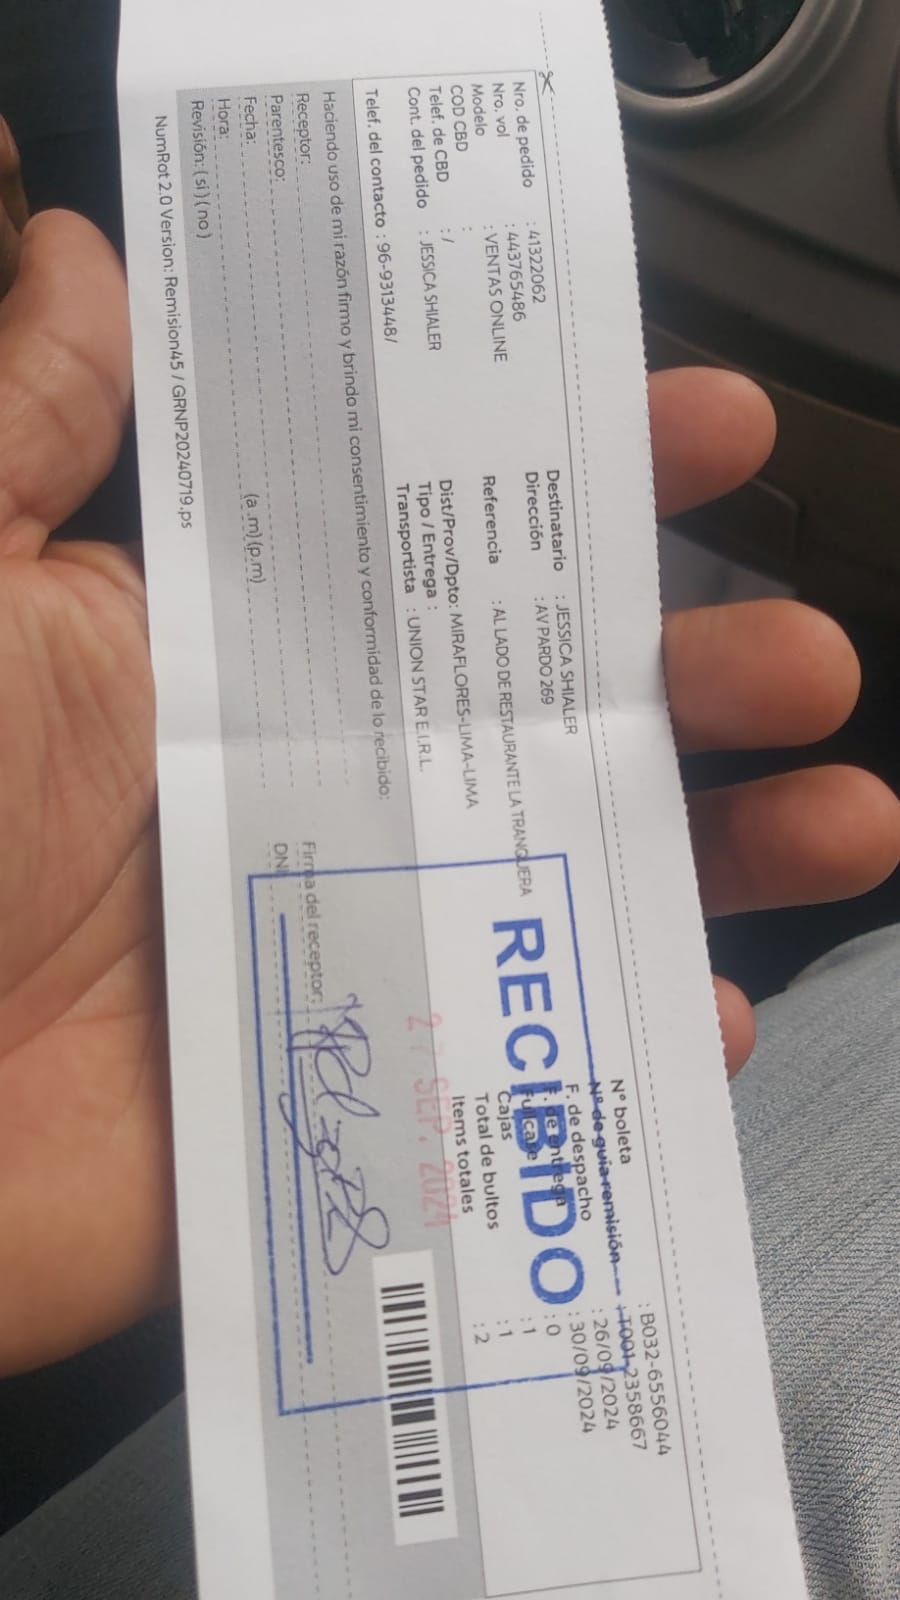 Nro. de pedido : 41322062
Nro. vol : 443765486
Modelo : VENTAS ONLINE
COD CBD :
Telef. de CBD : /
Cont. del pedido : JESSICA SHIALER
Telef. del contacto : 96-9313448/
Destinatario : JESSICA SHIALER
Dirección : AV PARDO 269
Referencia : AL LADO DE RESTAURANTE LA TRANQUERA
Dist/Prov/Dpto: MIRAFLORES-LIMA-LIMA
Tipo / Entrega :
Transportista : UNION STAR E.I.R.L.
N° boleta : B032-6556044
N° de guia remisión : T001-2358667
F. de despacho : 26/09/2024
F. de entrega : 30/09/2024
Fullcase : 0
Cajas : 1
Total de bultos : 1
Items totales : 2
RECIBIDO
27 SEP. 2024
Haciendo uso de mi razón firmo y brindo mi consentimiento y conformidad de lo recibido:
Receptor:
Parentesco:
Fecha:
Hora: (a .m) (p.m)
Revisión: ( si ) ( no )
Firma del receptor:
DNI
NumRot 2.0 Version: Remision45 / GRNP20240719.ps